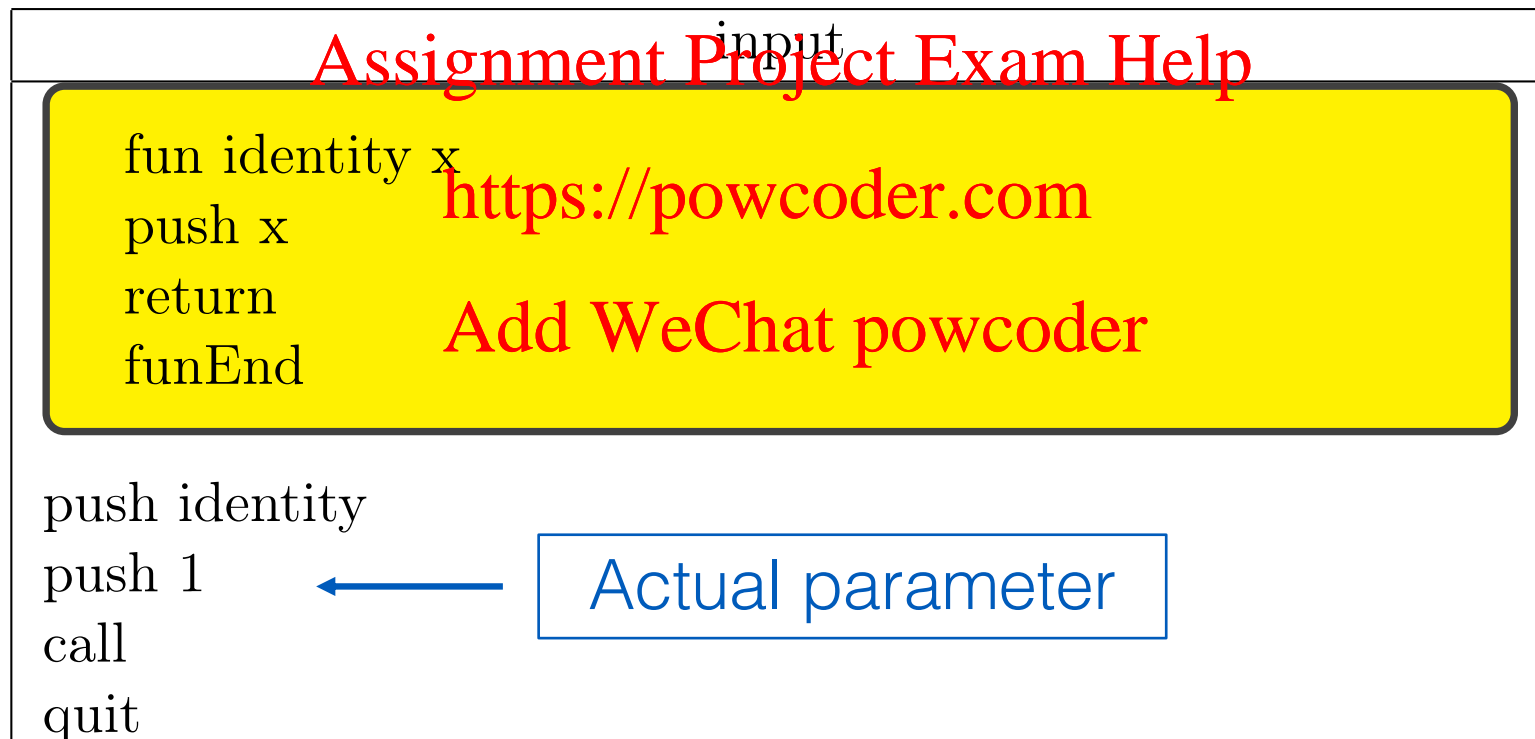 input
Assignment Project Exam Help
fun identity x
https://powcoder.com
push x
return
Add WeChat powcoder
funEnd
push identity
push 1
Actual parameter
call
quit